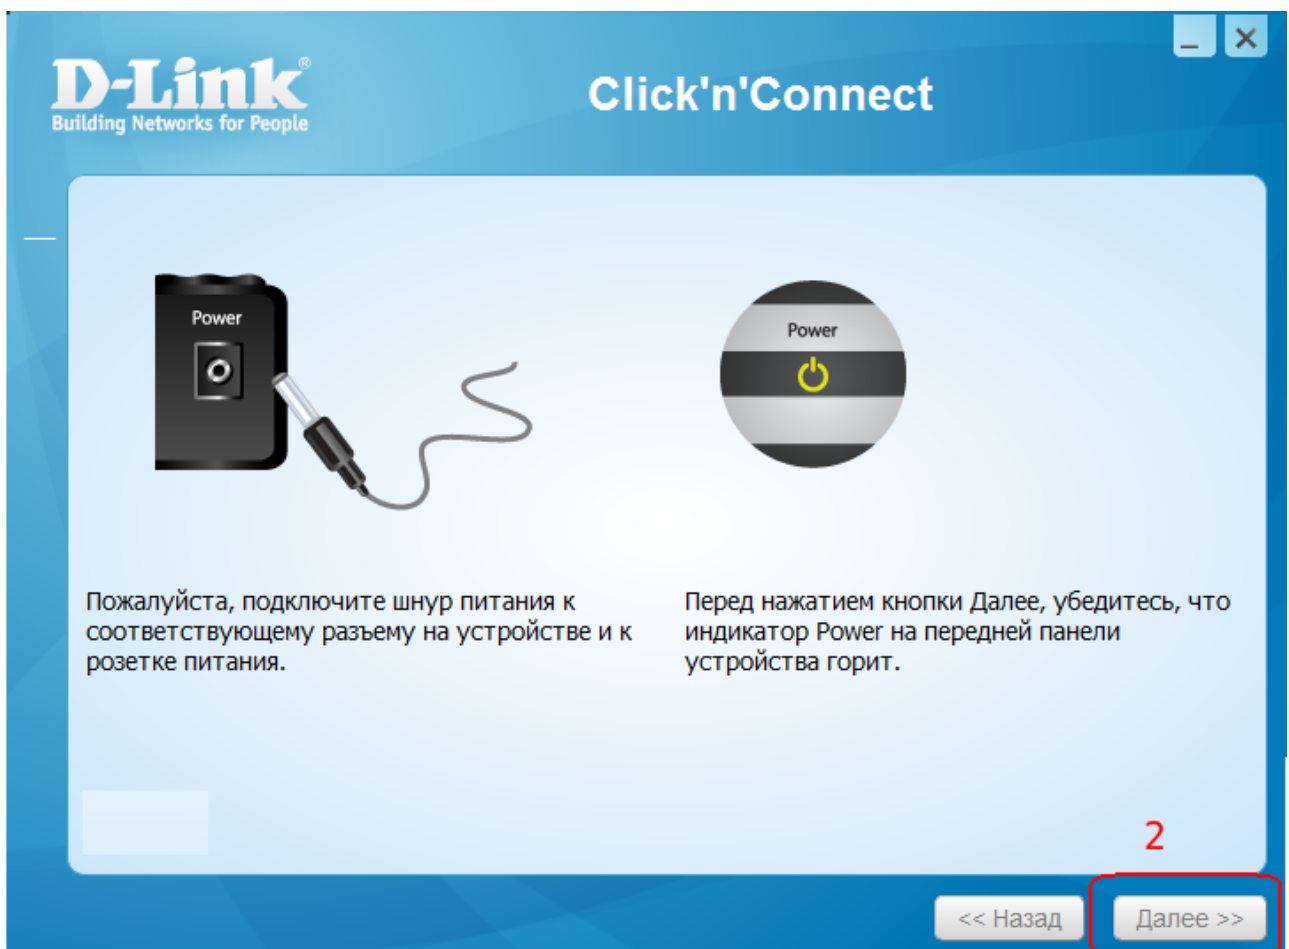 D-Link®
Building Networks for People
Click'n'Connect
Power
Power
Пожалуйста, подключите шнур питания к
соответствующему разъему на устройстве и к
розетке питания.
Перед нажатием кнопки Далее, убедитесь, что
индикатор Power на передней панели
устройства горит.
2
<< Назад
Далее >>